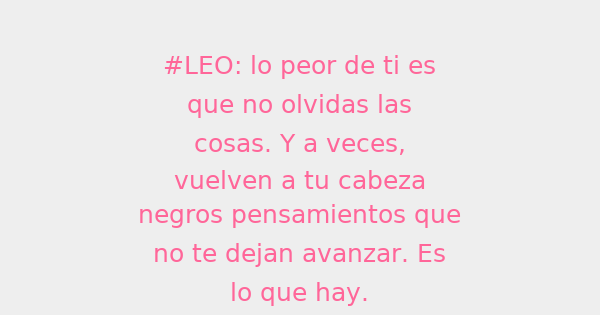 #LEO: lo peor de ti es
que no olvidas las
cosas. Y a veces,
vuelven a tu cabeza
negros pensamientos que
no te dejan avanzar. Es
lo que hay.